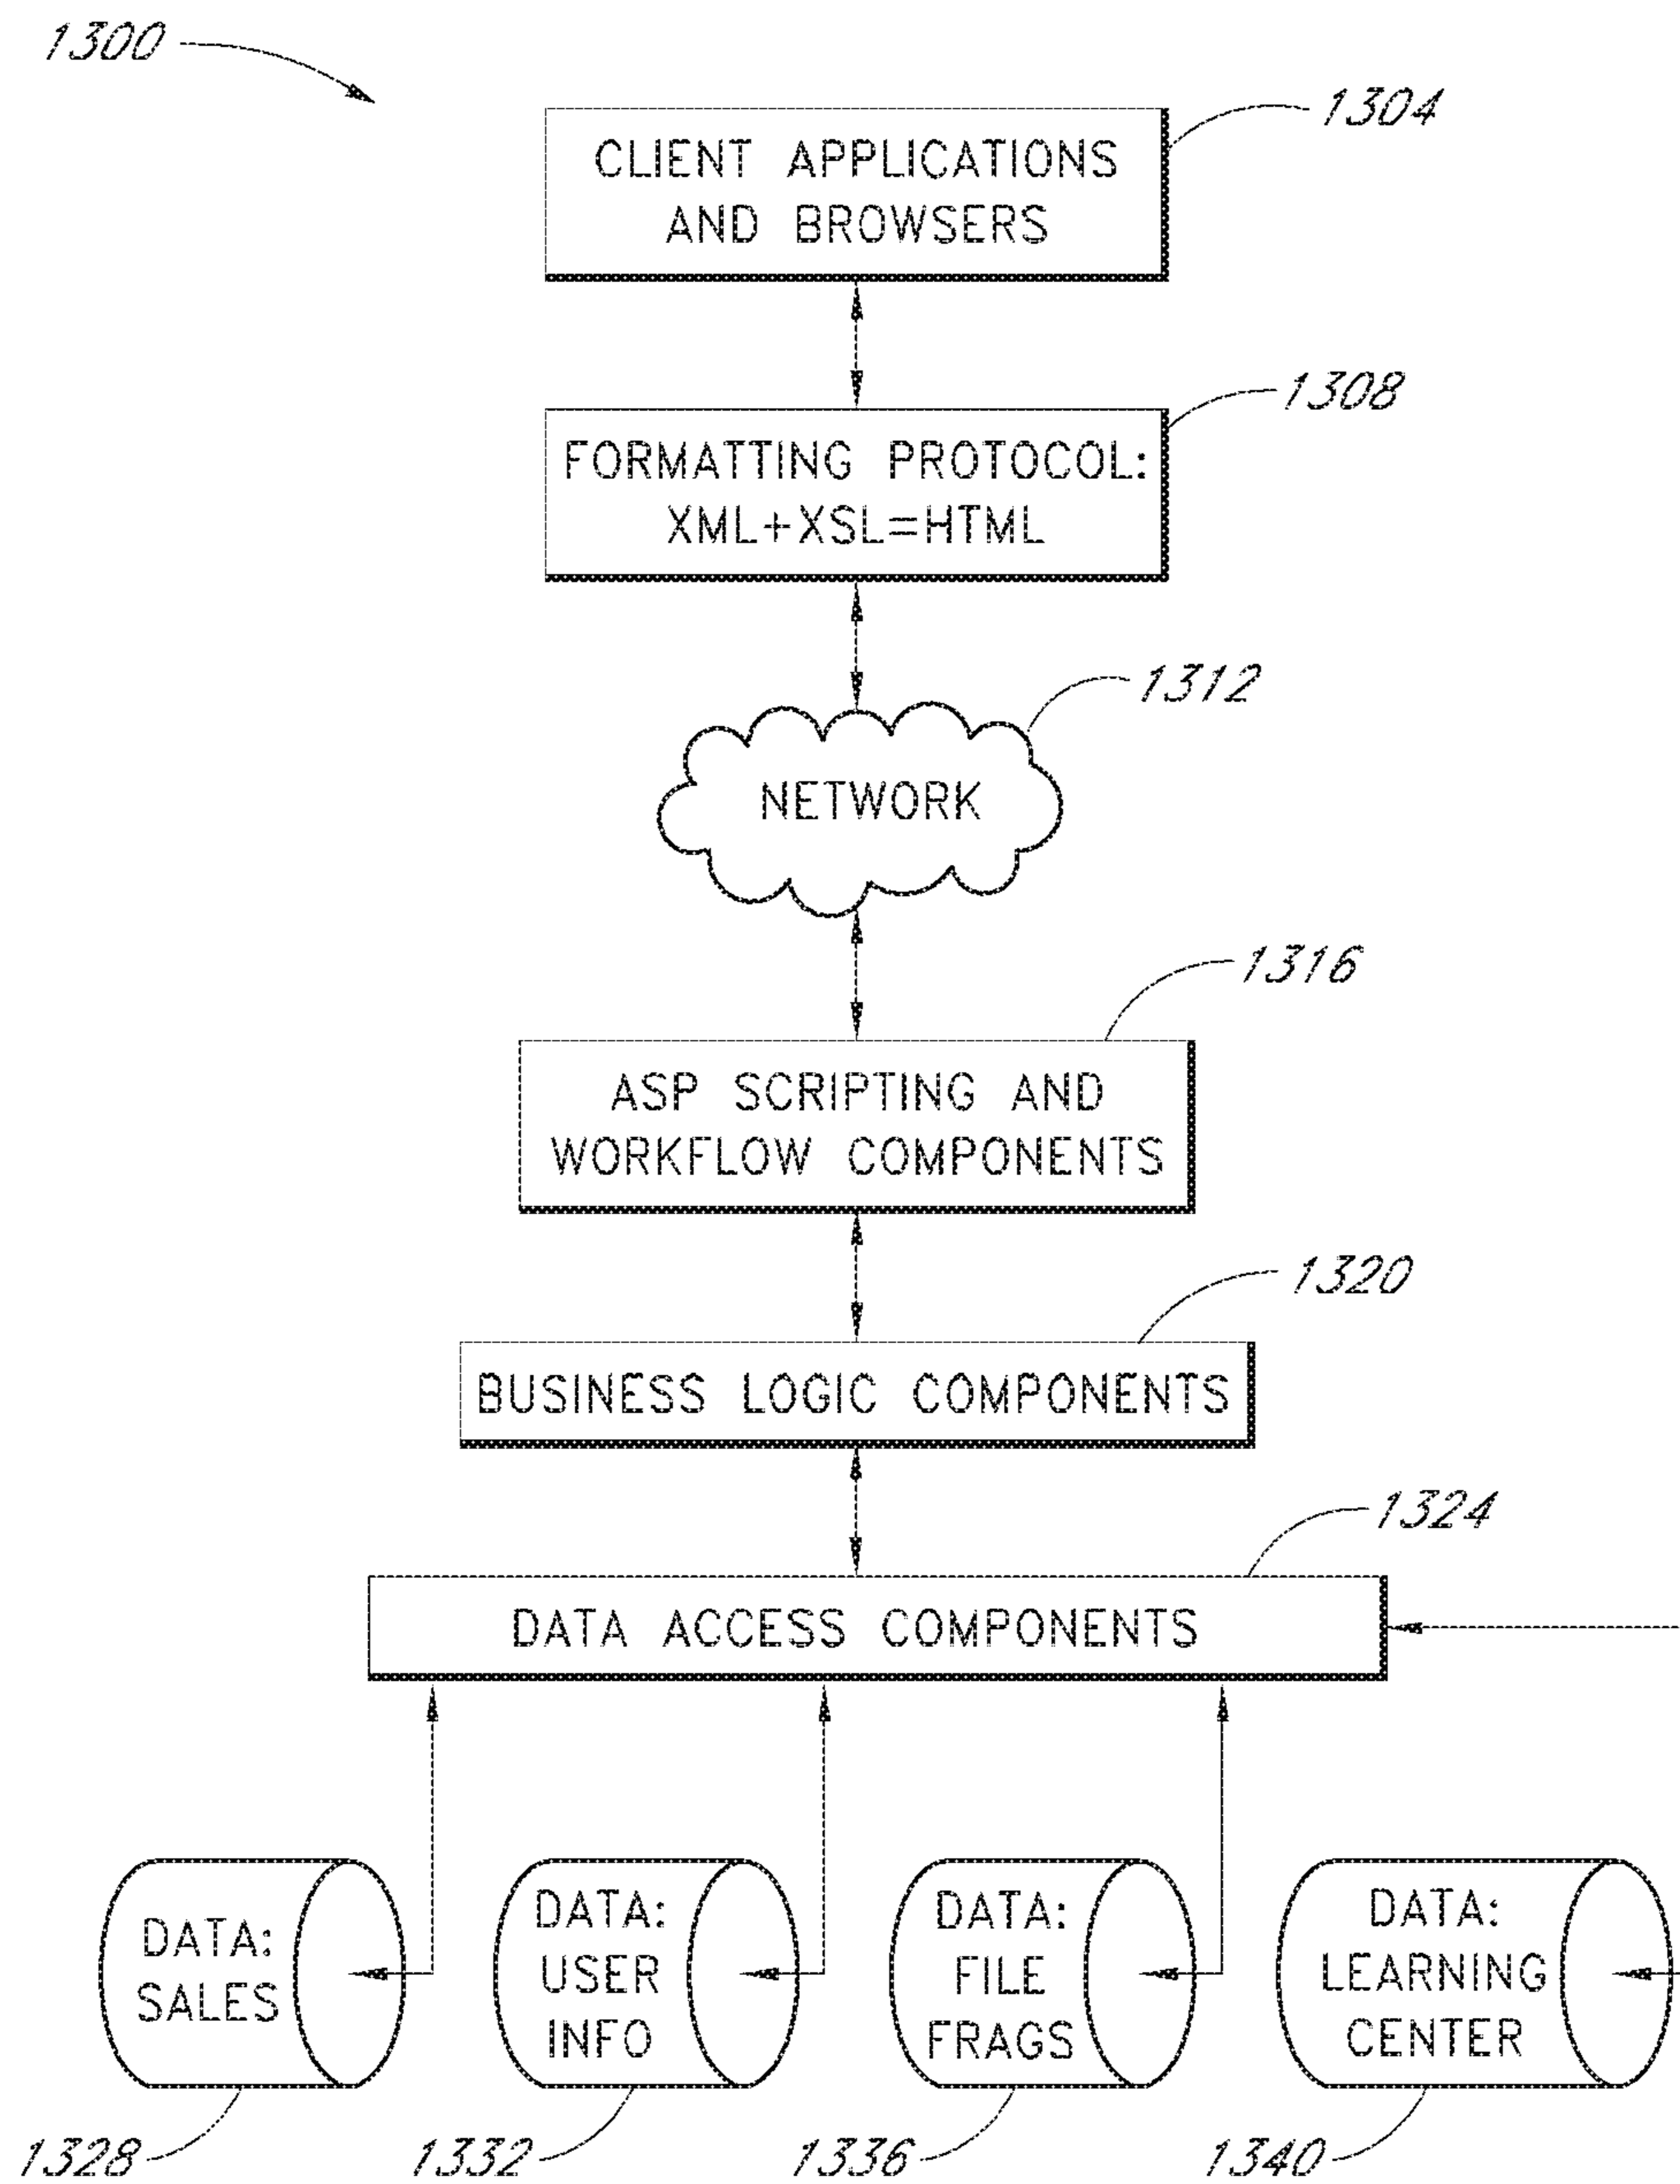 1300
1304
CLIENT APPLICATIONS
AND BROWSERS
1308
FORMATTING PROTOCOL:
XML+XSL=HTML
1312
NETWORK
1316
ASP SCRIPTING AND
WORKFLOW COMPONENTS
1320
BUSINESS LOGIC COMPONENTS
1324
DATA ACCESS COMPONENTS
DATA:
SALES
DATA:
USER
INFO
DATA:
FILE
FRAGS
DATA:
LEARNING
CENTER
1328
1332
1336
1340